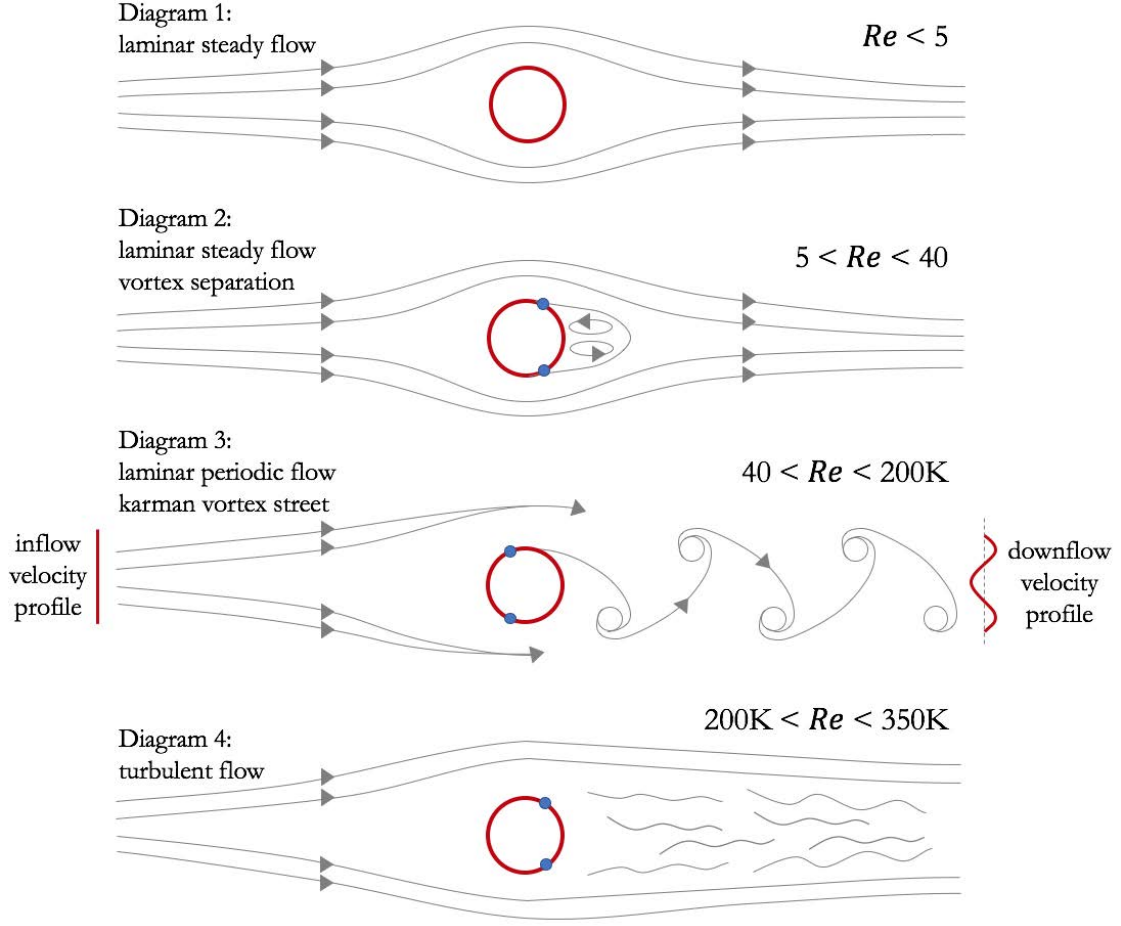 Diagram 1:
laminar steady flow
Re < 5
Diagram 2:
laminar steady flow
vortex separation
5 < Re < 40
Diagram 3:
laminar periodic flow
karman vortex street
40 < Re < 200K
inflow
velocity
profile
downflow
velocity
profile
Diagram 4:
turbulent flow
200K < Re < 350K